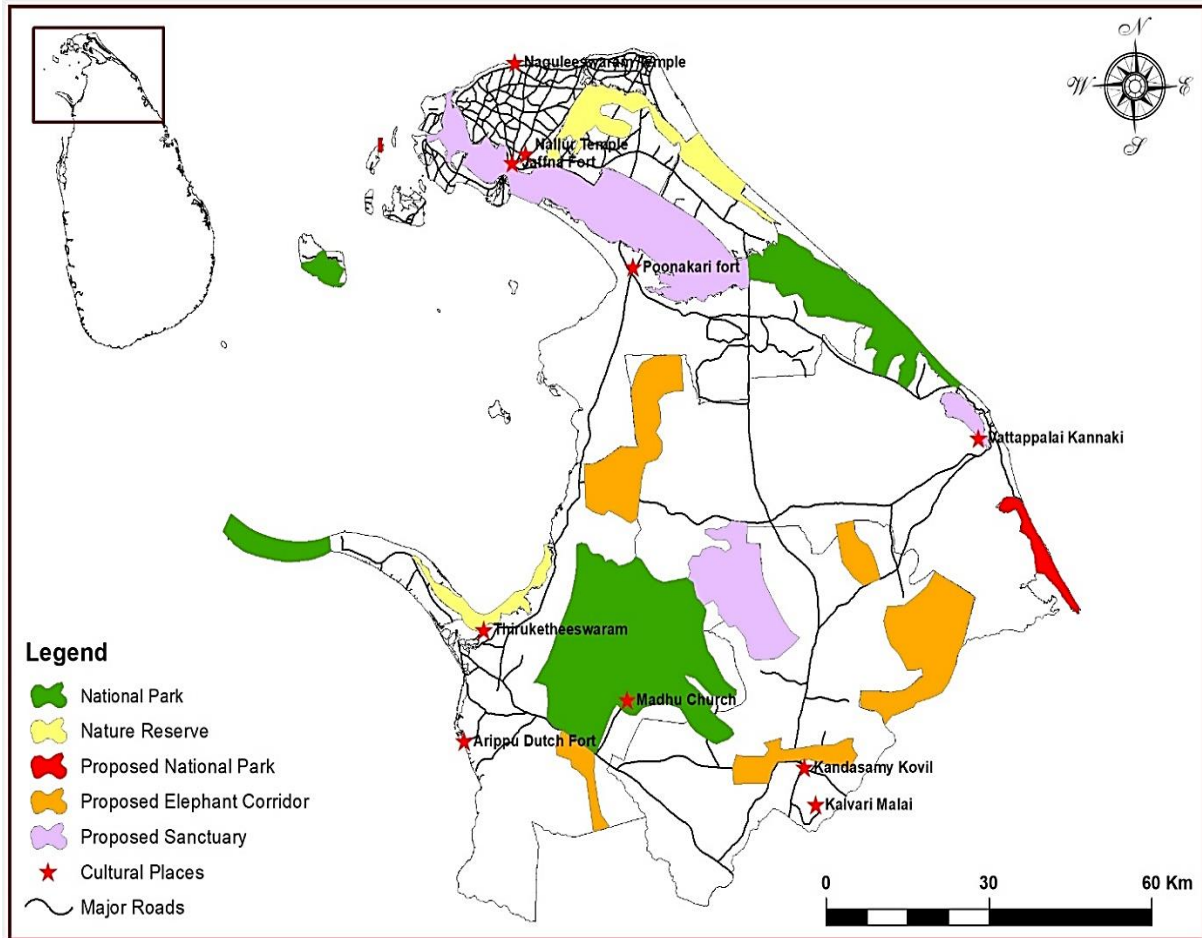 N
W
E
S
Naguleeswaram Temple
Nallur Temple
Jaffna Fort
Poonakari fort
Vattappalai Kannaki
Thiruketheeswaram
Madhu Church
Arippu Dutch Fort
Kandasamy Kovil
Kalvari Malai
Legend
National Park
Nature Reserve
Proposed National Park
Proposed Elephant Corridor
Proposed Sanctuary
Cultural Places
Major Roads
0 30 60 Km